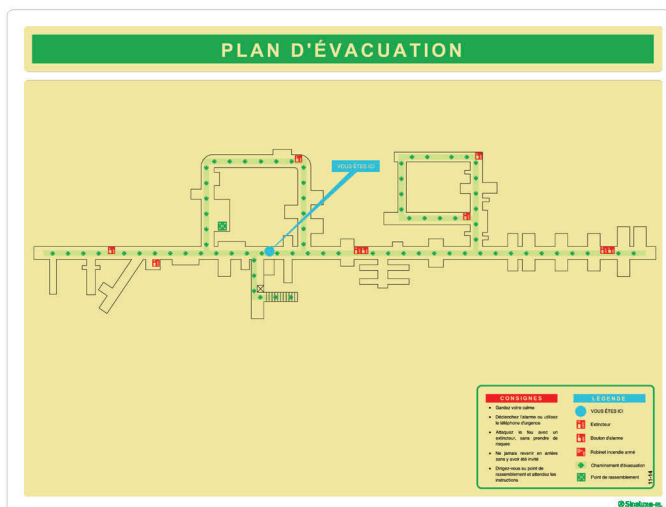 PLAN D'ÉVACUATION
VOUS ÊTES ICI
CONSIGNES
• Gardez votre calme
• Déclenchez l'alarme ou utilisez
le téléphone d'urgence
• Attaquez le feu avec un
extincteur, sans prendre de
risques
• Ne jamais revenir en arrière
sans y avoir été invité
• Dirigez-vous au point de
rassemblement et attendez les
instructions
LÉGENDE
VOUS ÊTES ICI
Extincteur
Bouton d'alarme
Robinet incendie armé
Cheminement d'évacuation
Point de rassemblement
11-14